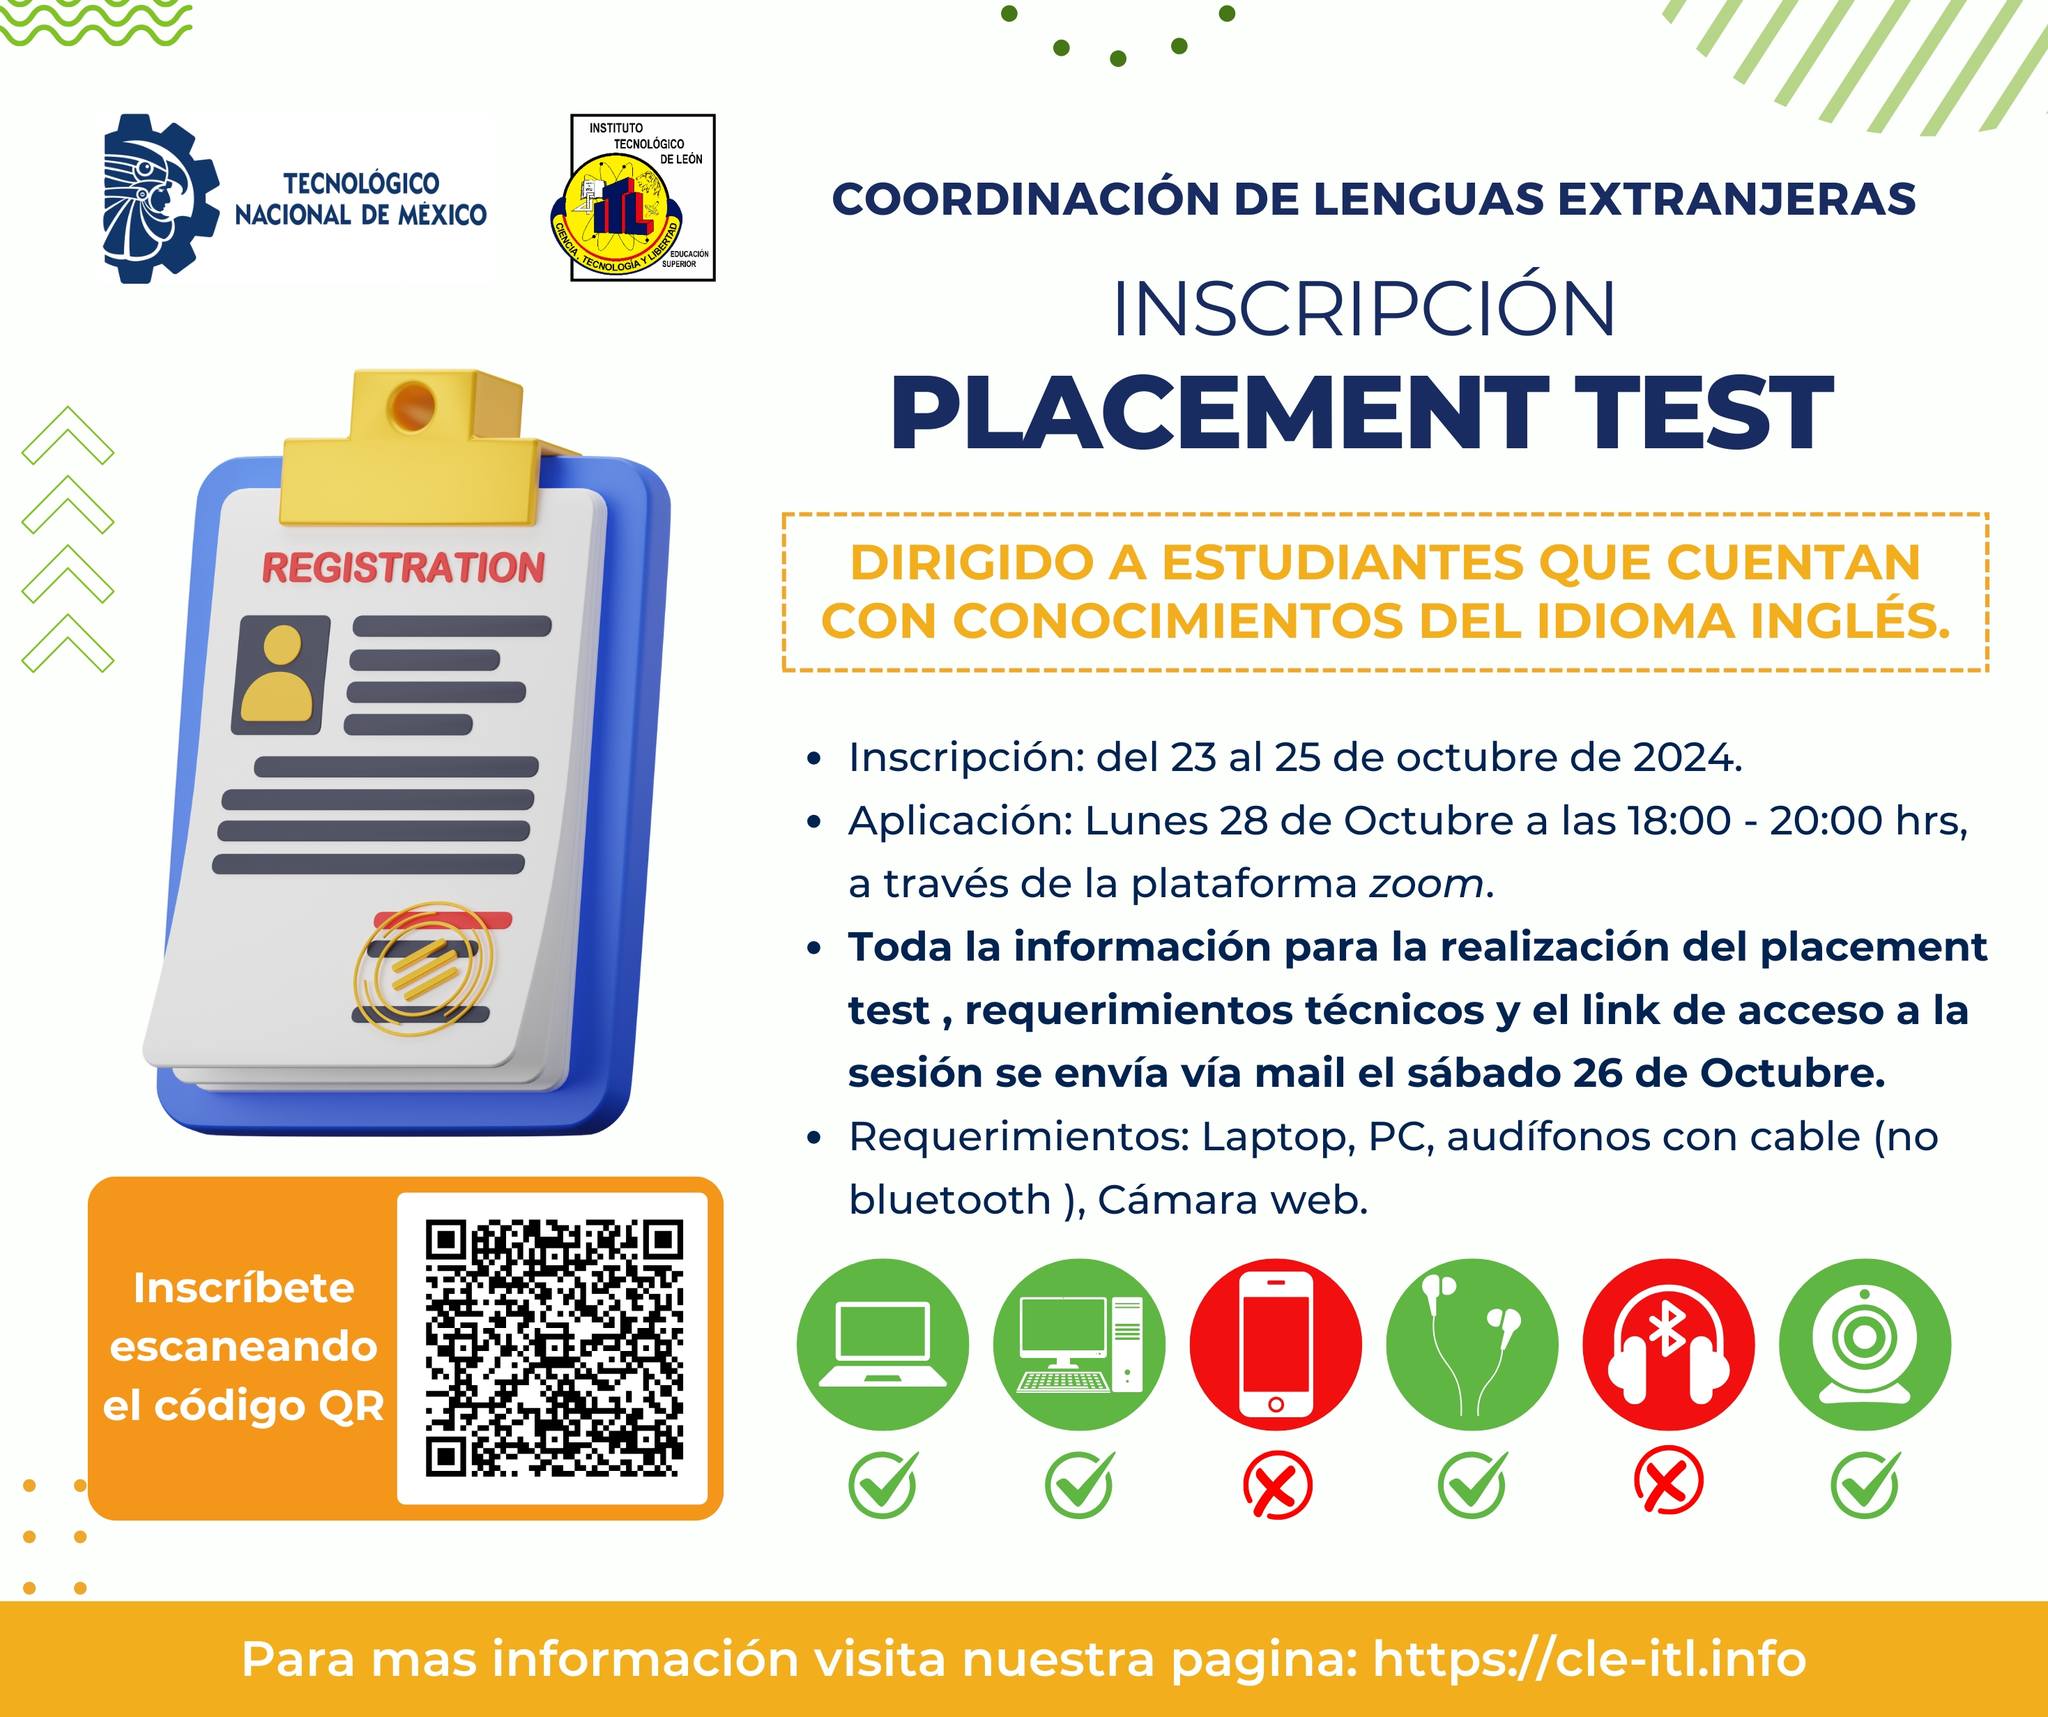 TECNOLÓGICO
NACIONAL DE MÉXICO
INSTITUTO
TECNOLÓGICO
DE LEÓN
ITL
CIENCIA, TECNOLOGÍA Y LIBERTAD
EDUCACIÓN
SUPERIOR
COORDINACIÓN DE LENGUAS EXTRANJERAS
INSCRIPCIÓN
PLACEMENT TEST
DIRIGIDO A ESTUDIANTES QUE CUENTAN
CON CONOCIMIENTOS DEL IDIOMA INGLÉS.
REGISTRATION
• Inscripción: del 23 al 25 de octubre de 2024.
• Aplicación: Lunes 28 de Octubre a las 18:00 - 20:00 hrs,
a través de la plataforma zoom.
• Toda la información para la realización del placement
test , requerimientos técnicos y el link de acceso a la
sesión se envía vía mail el sábado 26 de Octubre.
• Requerimientos: Laptop, PC, audífonos con cable (no
bluetooth ), Cámara web.
Inscríbete
escaneando
el código QR
Para mas información visita nuestra pagina: https://cle-itl.info